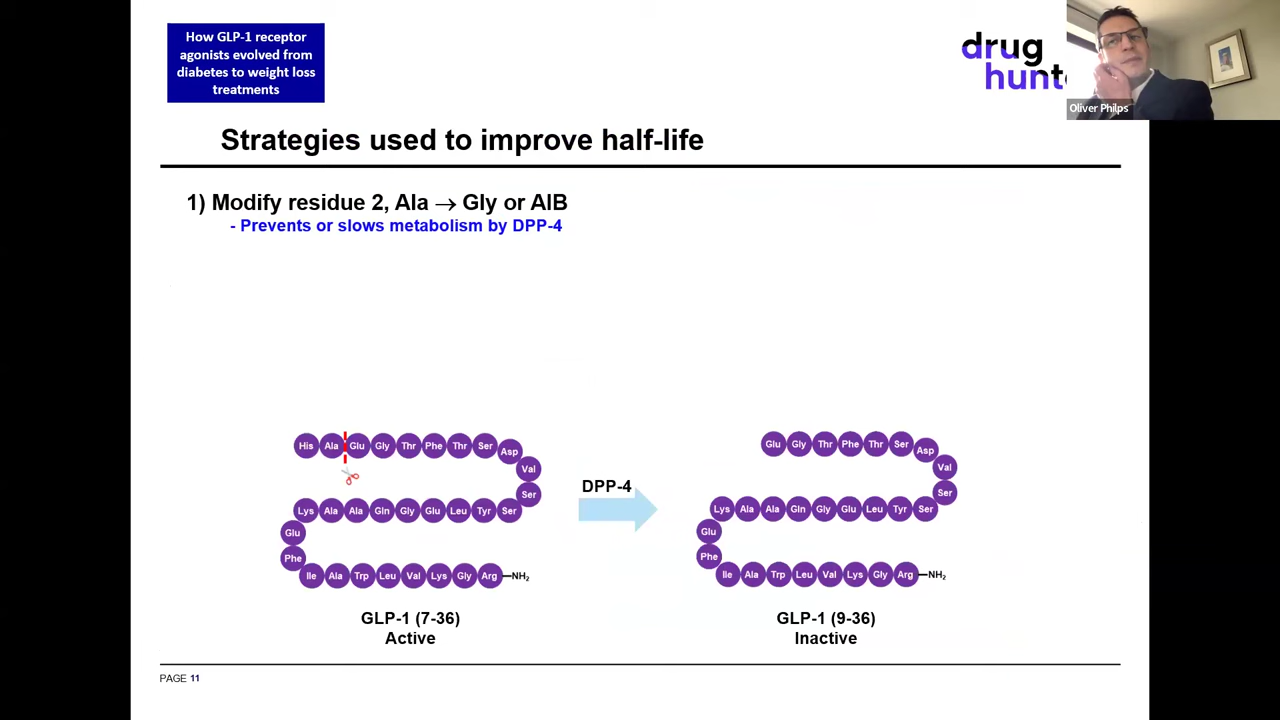 How GLP-1 receptor
agonists evolved from
diabetes to weight loss
treatments
drug
hunt
Oliver Philps
Strategies used to improve half-life
1) Modify residue 2, Ala → Gly or AIB
- Prevents or slows metabolism by DPP-4
His Ala Glu Gly Thr Phe Thr Ser Asp
Val
Ser
Lys Ala Ala Gln Gly Glu Leu Tyr Ser
Glu
Phe
Ile Ala Trp Leu Val Lys Gly Arg –NH₂
GLP-1 (7-36)
Active
DPP-4
Glu Gly Thr Phe Thr Ser Asp
Val
Ser
Lys Ala Ala Gln Gly Glu Leu Tyr Ser
Glu
Phe
Ile Ala Trp Leu Val Lys Gly Arg –NH₂
GLP-1 (9-36)
Inactive
PAGE 11